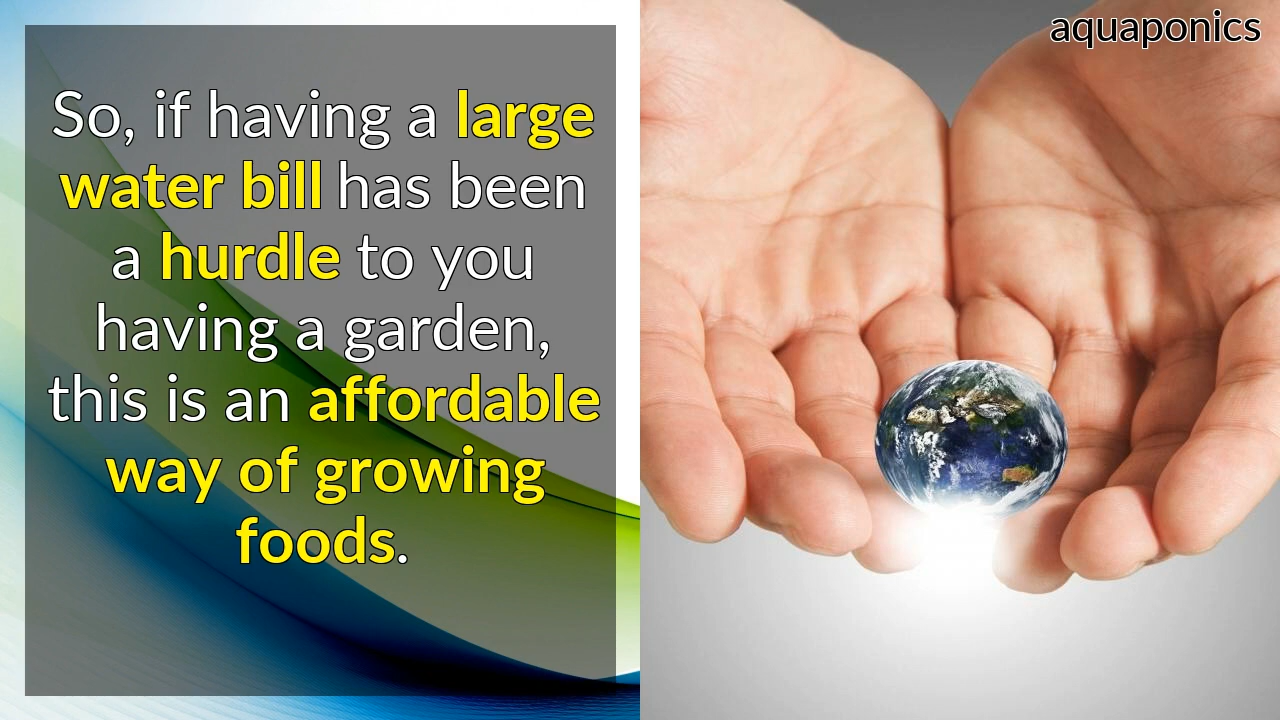 aquaponics
So, if having a large
water bill has been
a hurdle to you
having a garden,
this is an affordable
way of growing
foods.